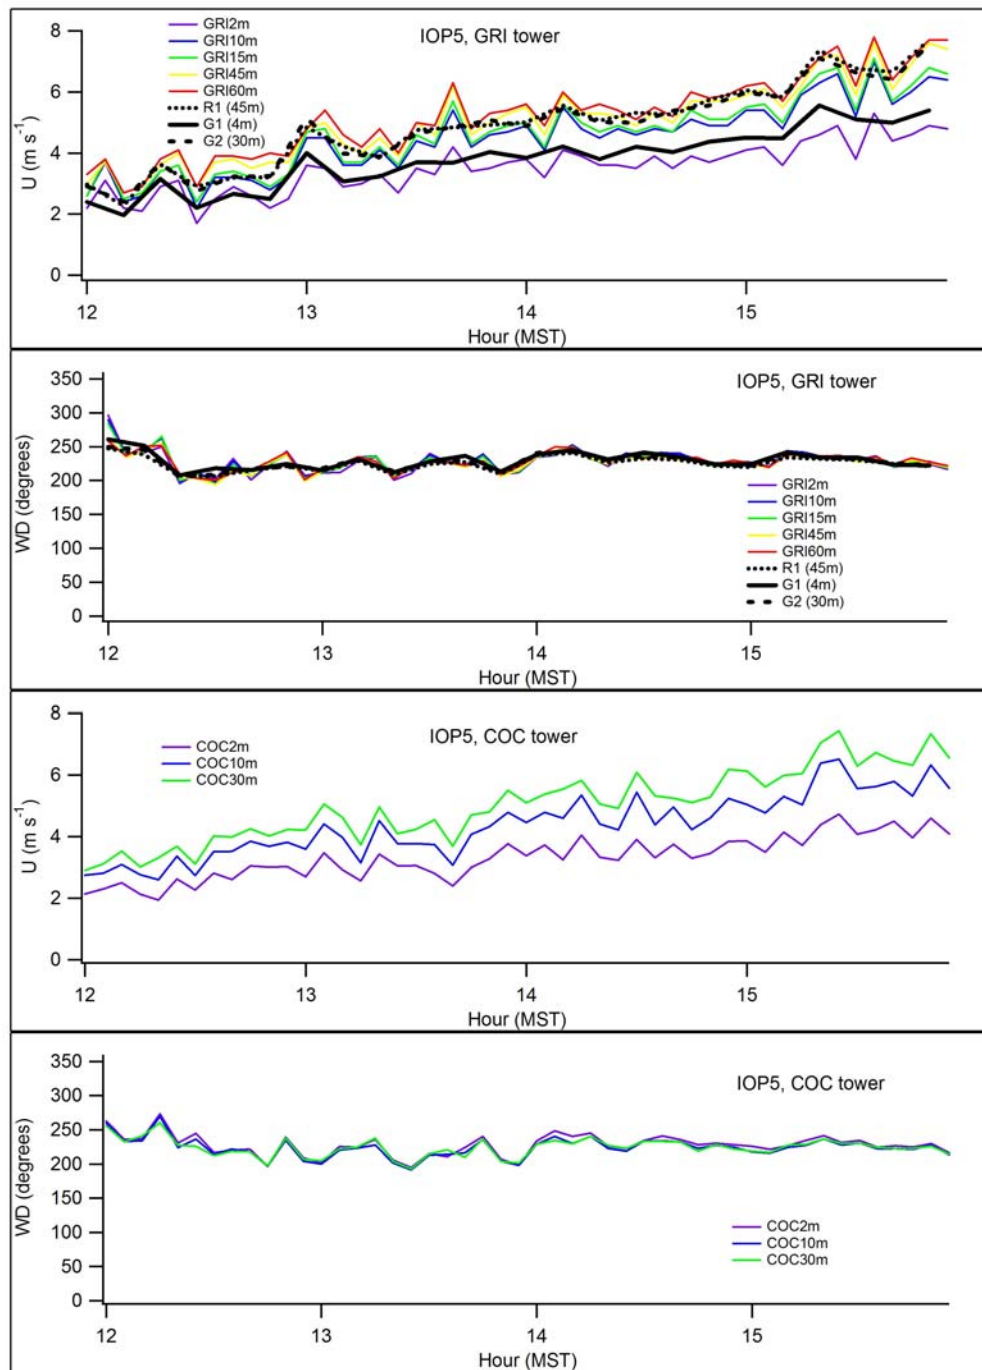 IOP5, GRI tower
GRI2m
GRI10m
GRI15m
GRI45m
GRI60m
R1 (45m)
G1 (4m)
G2 (30m)
U (m s⁻¹)
8
6
4
2
0
12
13
14
15
Hour (MST)
IOP5, GRI tower
WD (degrees)
350
300
250
200
150
100
50
0
GRI2m
GRI10m
GRI15m
GRI45m
GRI60m
R1 (45m)
G1 (4m)
G2 (30m)
12
13
14
15
Hour (MST)
IOP5, COC tower
COC2m
COC10m
COC30m
U (m s⁻¹)
8
6
4
2
0
12
13
14
15
Hour (MST)
IOP5, COC tower
WD (degrees)
350
300
250
200
150
100
50
0
COC2m
COC10m
COC30m
12
13
14
15
Hour (MST)